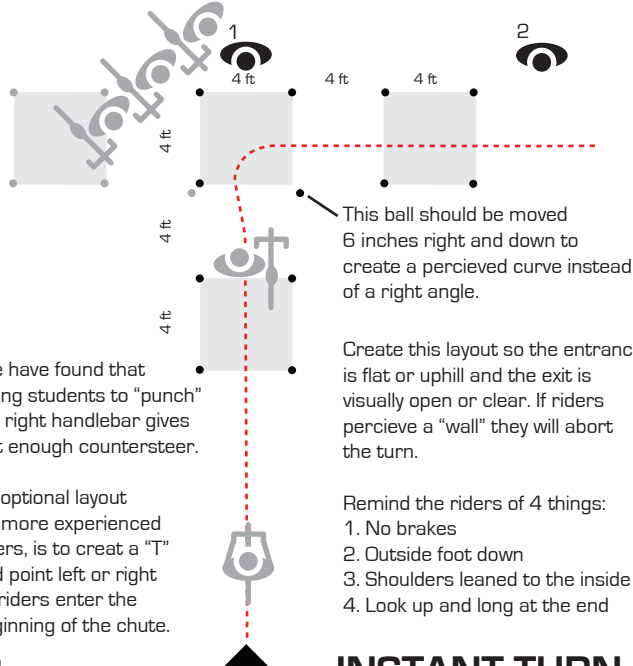 1
2
4 ft
4 ft
4 ft
4 ft
4 ft
4 ft
This ball should be moved
6 inches right and down to
create a percieved curve instead
of a right angle.
Create this layout so the entranc
is flat or uphill and the exit is
visually open or clear. If riders
percieve a “wall” they will abort
the turn.
Remind the riders of 4 things:
1. No brakes
2. Outside foot down
3. Shoulders leaned to the inside
4. Look up and long at the end
have found that
ng students to “punch”
right handlebar gives
enough countersteer.
optional layout
more experienced
ers, is to creat a “T”
point left or right
riders enter the
ginning of the chute.
INSTANT TURN